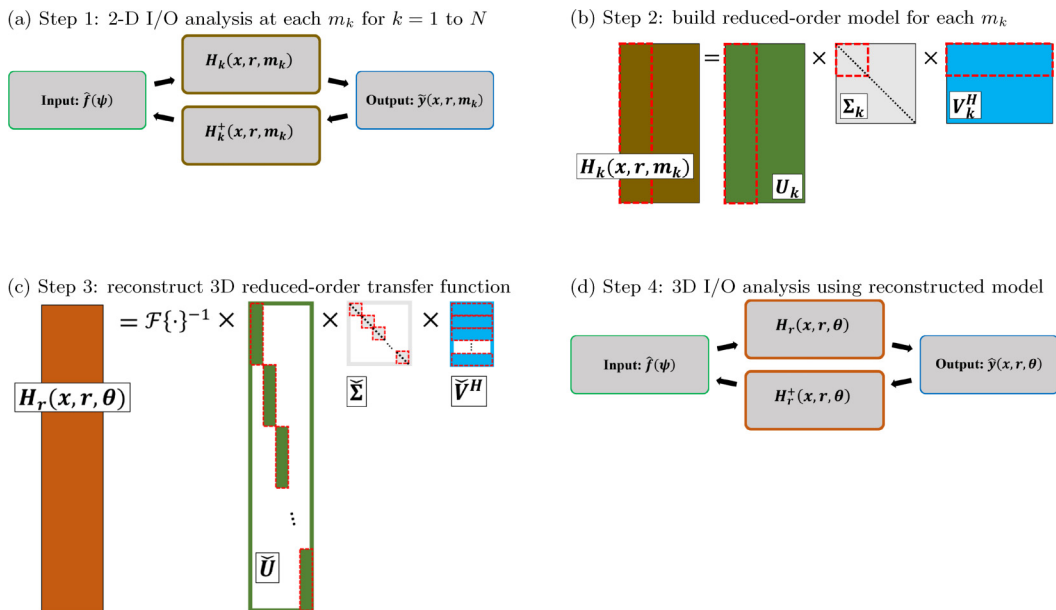 (a) Step 1: 2-D I/O analysis at each m_k for k = 1 to N
H_k(x, r, m_k)
Input: f̂(ψ)
Output: ỹ(x, r, m_k)
H_k^+(x, r, m_k)
(b) Step 2: build reduced-order model for each m_k
= × ×
Σ_k
V_k^H
H_k(x, r, m_k)
U_k
(c) Step 3: reconstruct 3D reduced-order transfer function
= ℱ{·}^{-1} × × ×
H_r(x, r, θ)
Σ̆
V̆^H
Ŭ
(d) Step 4: 3D I/O analysis using reconstructed model
H_r(x, r, θ)
Input: f̂(ψ)
Output: ŷ(x, r, θ)
H_r^+(x, r, θ)